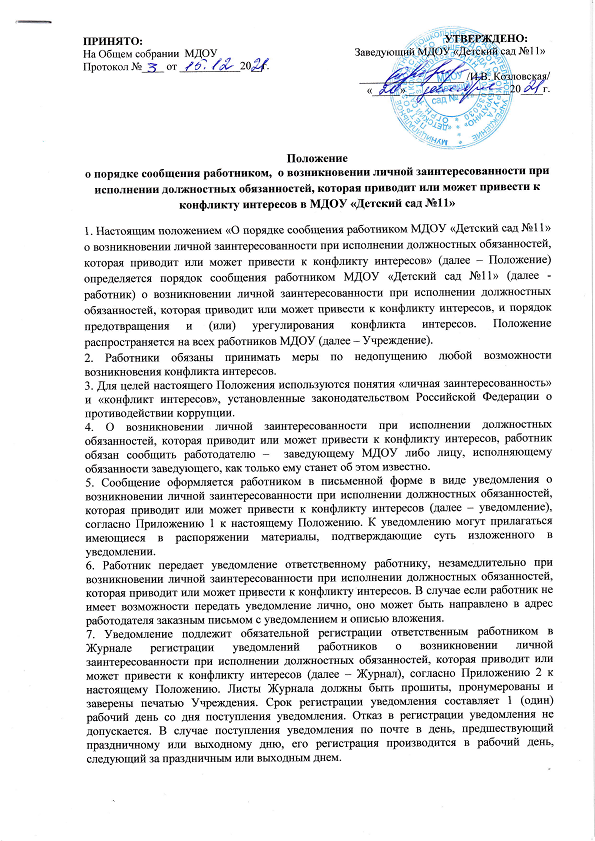 ПРИНЯТО:
УТВЕРЖДЕНО:
На Общем собрании МДОУ
Заведующий МДОУ «Детский сад №11»
Протокол № 3 от 15.12 2021г.
/И.В. Козловская/
« » 2021г.
Положение
о порядке сообщения работником, о возникновении личной заинтересованности при
исполнении должностных обязанностей, которая приводит или может привести к
конфликту интересов в МДОУ «Детский сад №11»
1. Настоящим положением «О порядке сообщения работником МДОУ «Детский сад №11»
о возникновении личной заинтересованности при исполнении должностных обязанностей,
которая приводит или может привести к конфликту интересов» (далее – Положение)
определяется порядок сообщения работником МДОУ «Детский сад №11» (далее -
работник) о возникновении личной заинтересованности при исполнении должностных
обязанностей, которая приводит или может привести к конфликту интересов, и порядок
предотвращения и (или) урегулирования конфликта интересов. Положение
распространяется на всех работников МДОУ (далее – Учреждение).
2. Работники обязаны принимать меры по недопущению любой возможности
возникновения конфликта интересов.
3. Для целей настоящего Положения используются понятия «личная заинтересованность»
и «конфликт интересов», установленные законодательством Российской Федерации о
противодействии коррупции.
4. О возникновении личной заинтересованности при исполнении должностных
обязанностей, которая приводит или может привести к конфликту интересов, работник
обязан сообщить работодателю – заведующему МДОУ либо лицу, исполняющему
обязанности заведующего, как только ему станет об этом известно.
5. Сообщение оформляется работником в письменной форме в виде уведомления о
возникновении личной заинтересованности при исполнении должностных обязанностей,
которая приводит или может привести к конфликту интересов (далее – уведомление),
согласно Приложению 1 к настоящему Положению. К уведомлению могут прилагаться
имеющиеся в распоряжении материалы, подтверждающие суть изложенного в
уведомлении.
6. Работник передает уведомление ответственному работнику, незамедлительно при
возникновении личной заинтересованности при исполнении должностных обязанностей,
которая приводит или может привести к конфликту интересов. В случае если работник не
имеет возможности передать уведомление лично, оно может быть направлено в адрес
работодателя заказным письмом с уведомлением и описью вложения.
7. Уведомление подлежит обязательной регистрации ответственным работником в
Журнале регистрации уведомлений работников о возникновении личной
заинтересованности при исполнении должностных обязанностей, которая приводит или
может привести к конфликту интересов (далее – Журнал), согласно Приложению 2 к
настоящему Положению. Листы Журнала должны быть прошиты, пронумерованы и
заверены печатью Учреждения. Срок регистрации уведомления составляет 1 (один)
рабочий день со дня поступления уведомления. Отказ в регистрации уведомления не
допускается. В случае поступления уведомления по почте в день, предшествующий
праздничному или выходному дню, его регистрация производится в рабочий день,
следующий за праздничным или выходным днем.